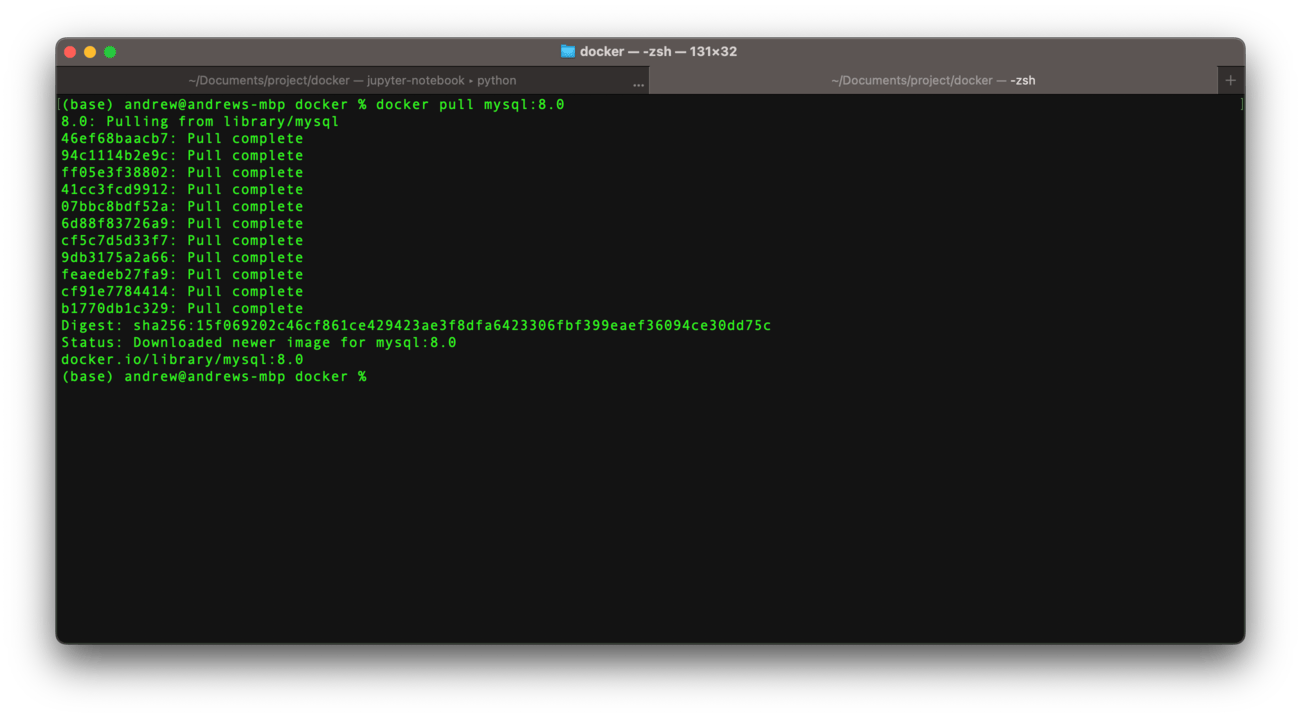 docker — -zsh — 131×32
~/Documents/project/docker — jupyter-notebook • python ...
~/Documents/project/docker — -zsh +
[(base) andrew@andrews-mbp docker % docker pull mysql:8.0 ]
8.0: Pulling from library/mysql
46ef68baacb7: Pull complete
94c1114b2e9c: Pull complete
ff05e3f38802: Pull complete
41cc3fcd9912: Pull complete
07bbc8bdf52a: Pull complete
6d88f83726a9: Pull complete
cf5c7d5d33f7: Pull complete
9db3175a2a66: Pull complete
feaedeb27fa9: Pull complete
cf91e7784414: Pull complete
b1770db1c329: Pull complete
Digest: sha256:15f069202c46cf861ce429423ae3f8dfa6423306fbf399eaef36094ce30dd75c
Status: Downloaded newer image for mysql:8.0
docker.io/library/mysql:8.0
(base) andrew@andrews-mbp docker %